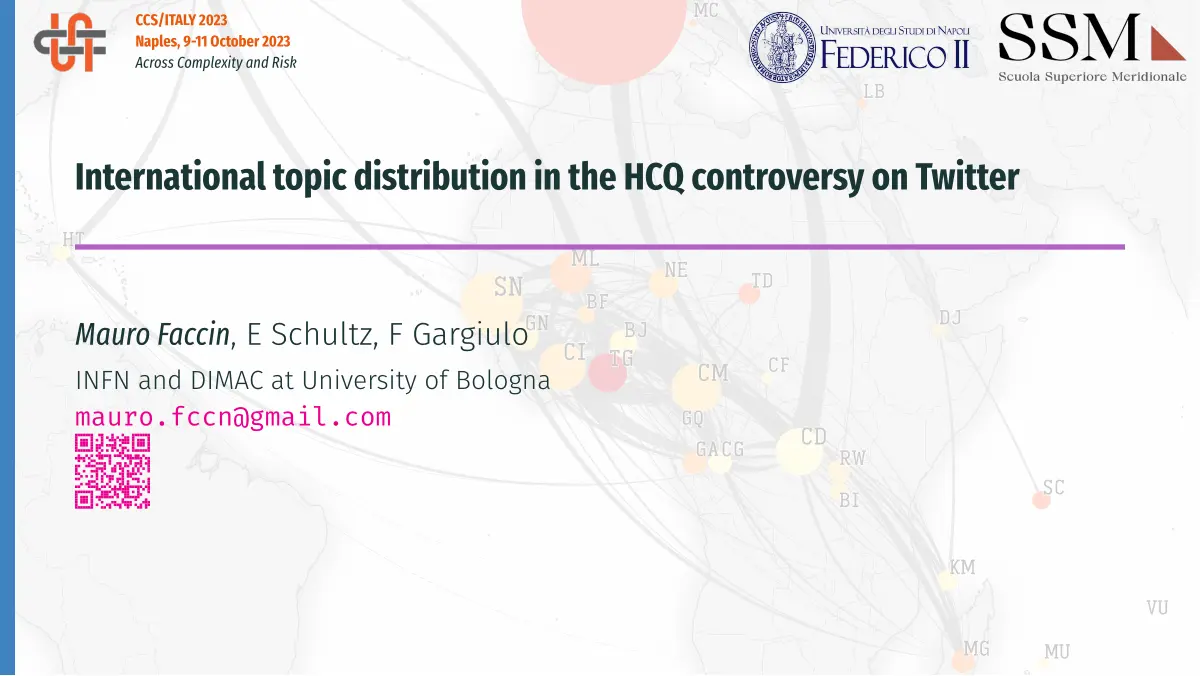 CCS/ITALY 2023
Naples, 9-11 October 2023
Across Complexity and Risk
UNIVERSITÀ DEGLI STUDI DI NAPOLI
FEDERICO II
SSM
Scuola Superiore Meridionale
MC
LB
International topic distribution in the HCQ controversy on Twitter
HT
ML
NE
TD
SN
BF
GN
BJ
DJ
Mauro Faccin, E Schultz, F Gargiulo
CI
TG
CM
CF
INFN and DIMAC at University of Bologna
mauro.fccn@gmail.com
GQ
GACG
CD
RW
BI
SC
KM
VU
MG
MU